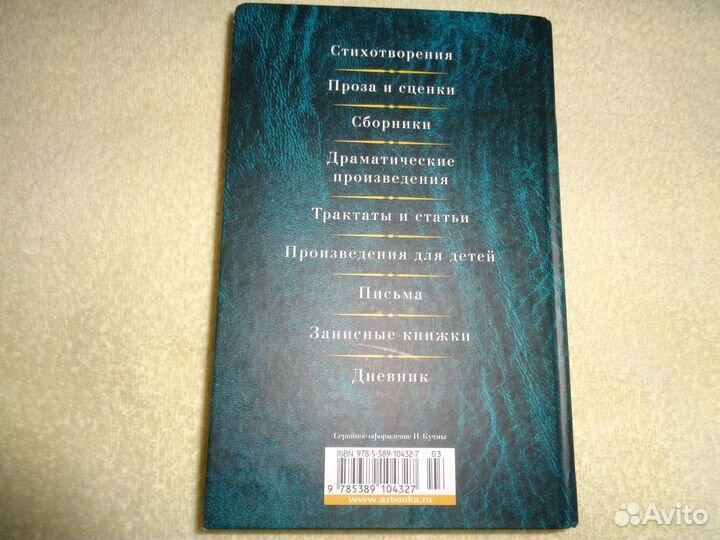 Стихотворения
Проза и сценки
Сборники
Драматические
произведения
Трактаты и статьи
Произведения для детей
Письма
Записные книжки
Дневник
Серийное оформление И. Кучмы
ISBN 978-5-389-10432-7
03
9 785389 104327
www.azbooka.ru
Avito